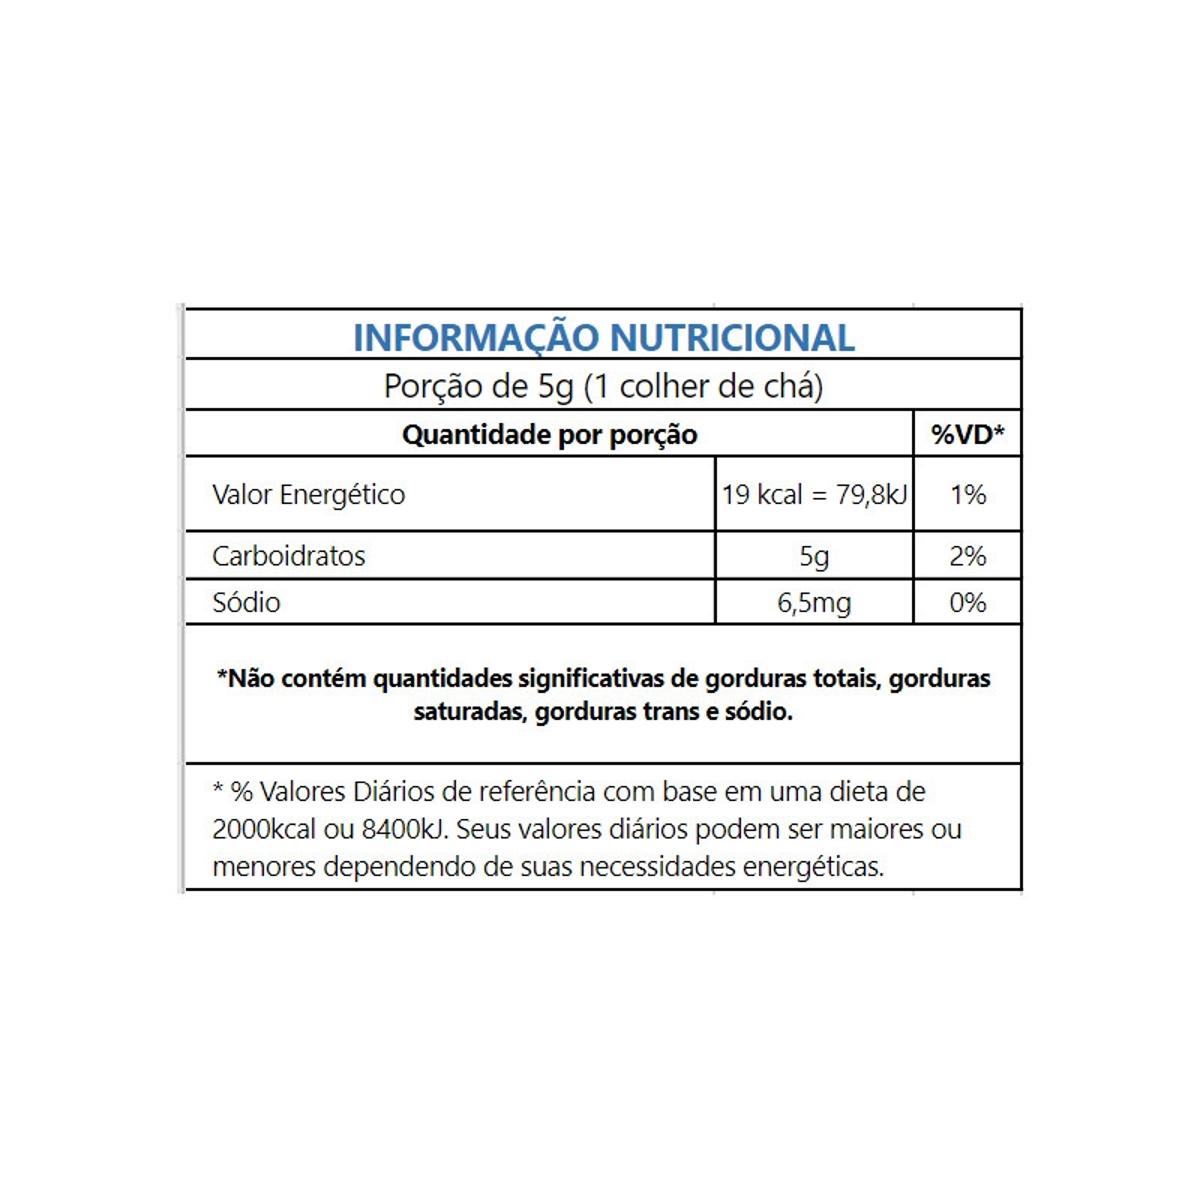 INFORMAÇÃO NUTRICIONAL
Porção de 5g (1 colher de chá)
Quantidade por porção %VD*
Valor Energético 19 kcal = 79,8kJ 1%
Carboidratos 5g 2%
Sódio 6,5mg 0%
*Não contém quantidades significativas de gorduras totais, gorduras
saturadas, gorduras trans e sódio.
* % Valores Diários de referência com base em uma dieta de
2000kcal ou 8400kJ. Seus valores diários podem ser maiores ou
menores dependendo de suas necessidades energéticas.